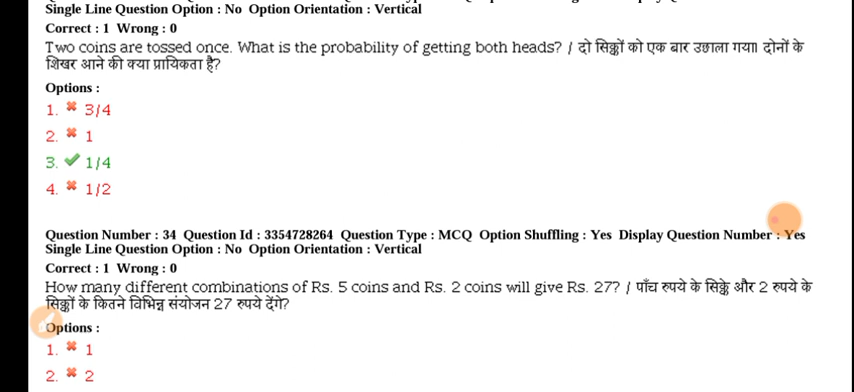 Single Line Question Option : No Option Orientation : Vertical
Correct : 1 Wrong : 0
Two coins are tossed once. What is the probability of getting both heads? / दो सिक्कों को एक बार उछाला गया। दोनों के
शिखर आने की क्या प्रायिकता है?
Options :
1. 3/4
2. 1
3. 1/4
4. 1/2
Question Number : 34 Question Id : 3354728264 Question Type : MCQ Option Shuffling : Yes Display Question Number : Yes
Single Line Question Option : No Option Orientation : Vertical
Correct : 1 Wrong : 0
How many different combinations of Rs. 5 coins and Rs. 2 coins will give Rs. 27? / पाँच रुपये के सिक्के और 2 रुपये के
सिक्कों के कितने विभिन्न संयोजन 27 रुपये देंगे?
Options :
1. 1
2. 2